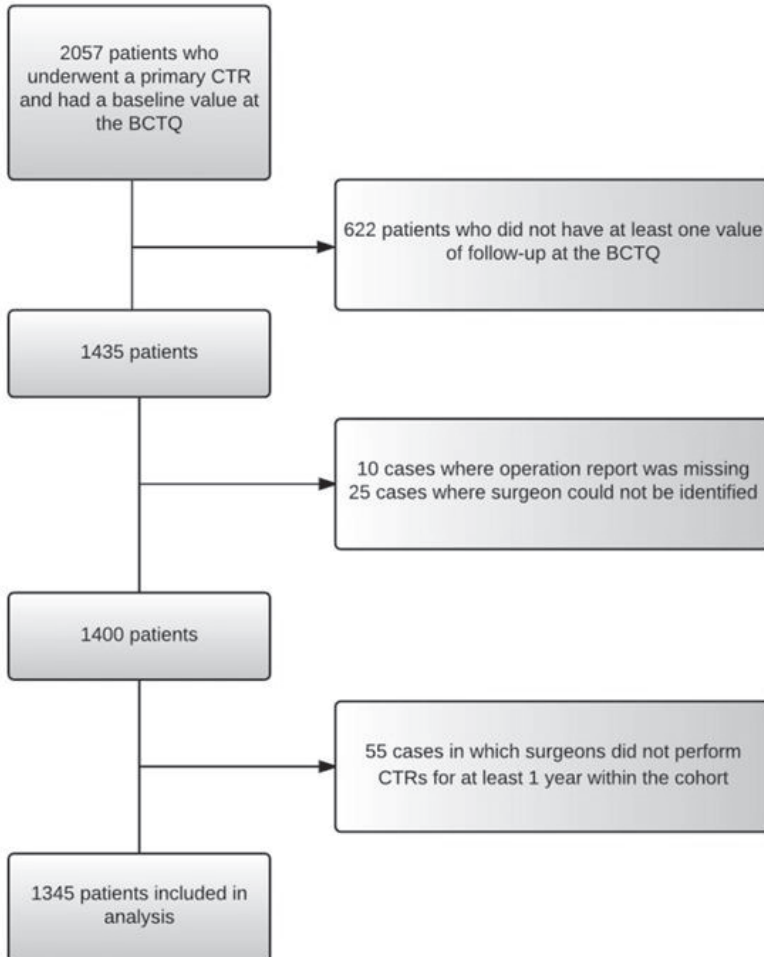 2057 patients who
underwent a primary CTR
and had a baseline value at
the BCTQ
622 patients who did not have at least one value
of follow-up at the BCTQ
1435 patients
10 cases where operation report was missing
25 cases where surgeon could not be identified
1400 patients
55 cases in which surgeons did not perform
CTRs for at least 1 year within the cohort
1345 patients included in
analysis